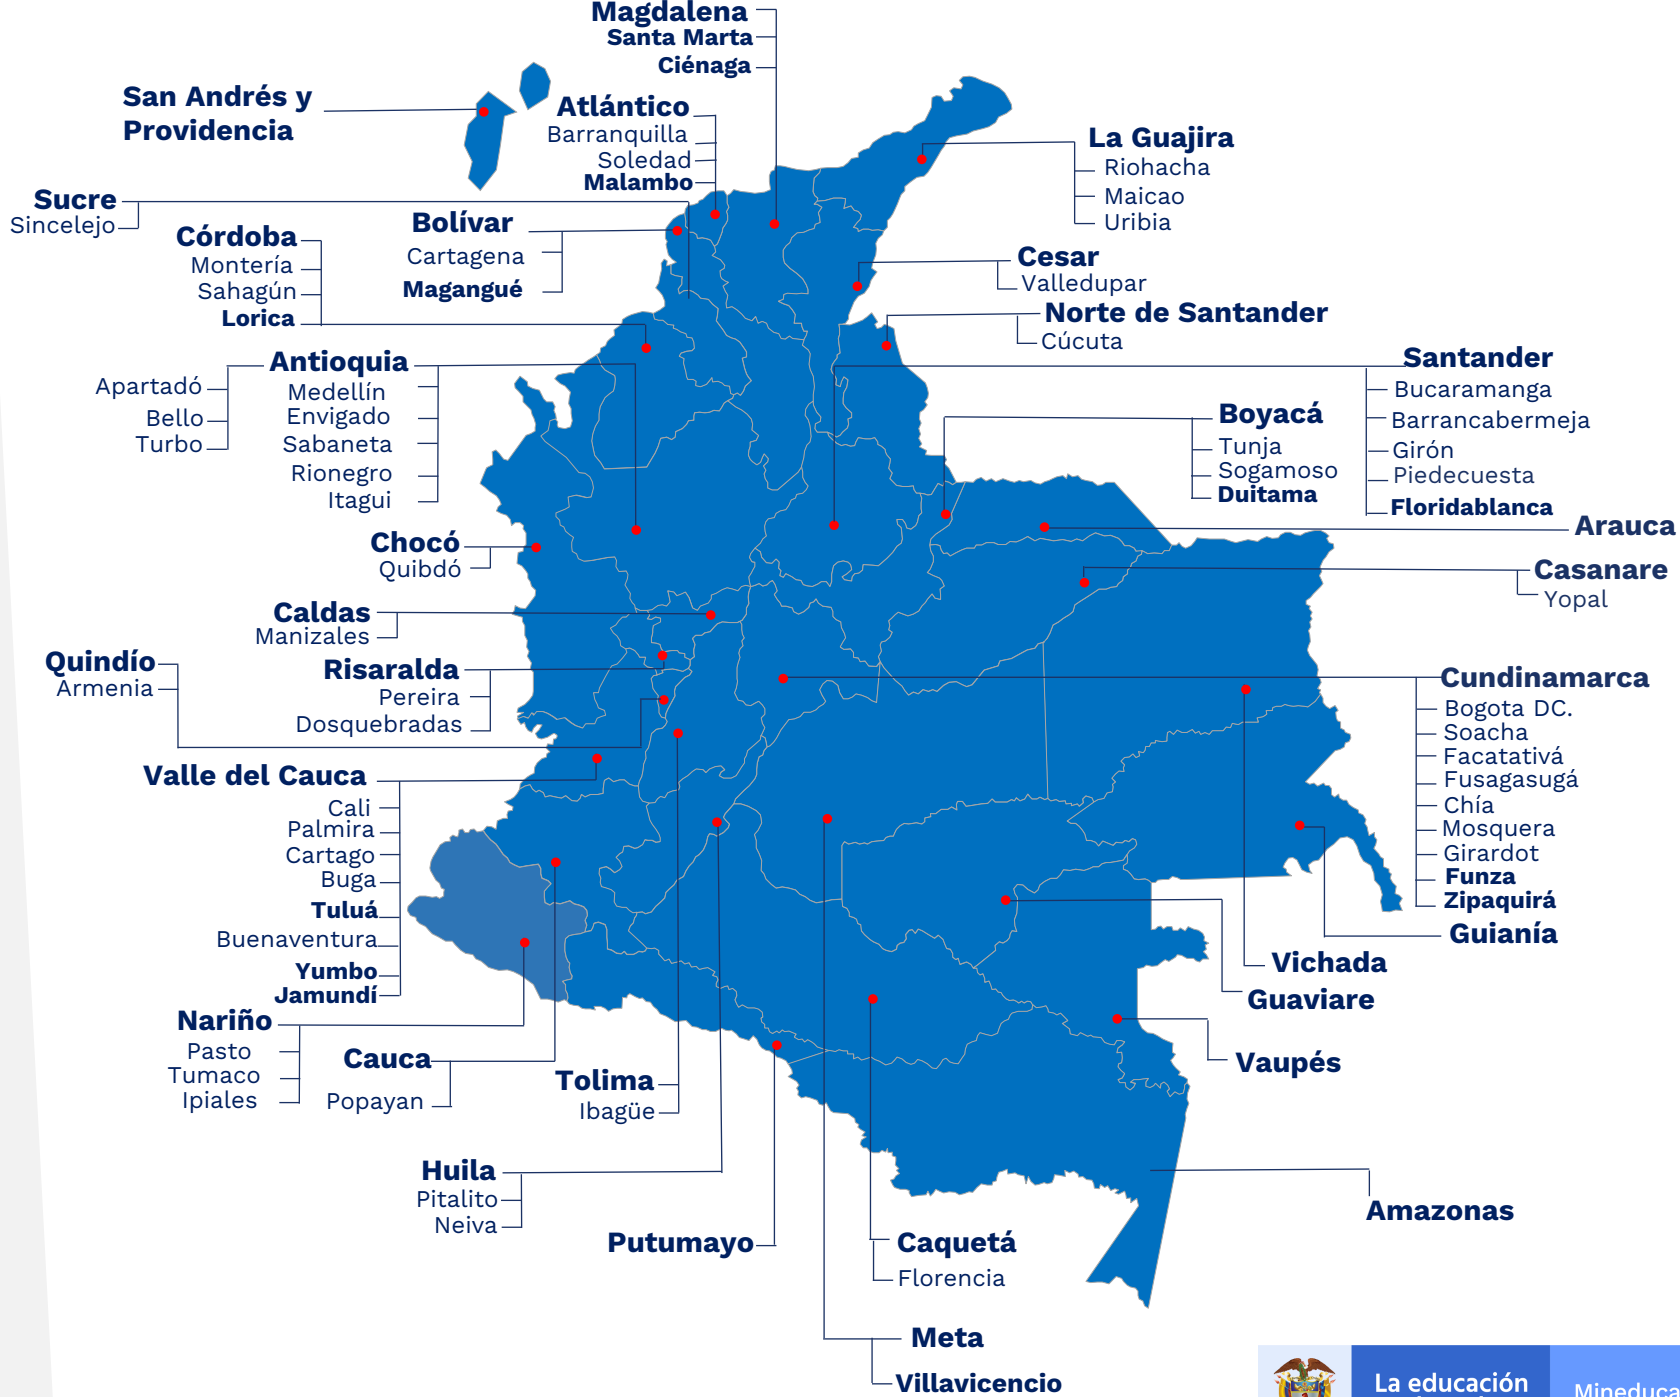 Magdalena
Santa Marta
Ciénaga
San Andrés y
Providencia
Atlántico
Barranquilla
Soledad
Malambo
La Guajira
Riohacha
Maicao
Uribia
Sucre
Sincelejo
Bolívar
Cartagena
Magangué
Córdoba
Montería
Sahagún
Lorica
Cesar
Valledupar
Norte de Santander
Cúcuta
Antioquia
Medellín
Envigado
Sabaneta
Rionegro
Itagui
Apartadó
Bello
Turbo
Santander
Bucaramanga
Barrancabermeja
Girón
Piedecuesta
Floridablanca
Boyacá
Tunja
Sogamoso
Duitama
Arauca
Chocó
Quibdó
Casanare
Yopal
Caldas
Manizales
Quindío
Armenia
Risaralda
Pereira
Dosquebradas
Cundinamarca
Bogota DC.
Soacha
Facatativá
Fusagasugá
Chía
Mosquera
Girardot
Funza
Zipaquirá
Valle del Cauca
Cali
Palmira
Cartago
Buga
Tuluá
Buenaventura
Yumbo
Jamundí
Guianía
Vichada
Guaviare
Nariño
Pasto
Tumaco
Ipiales
Cauca
Popayan
Tolima
Ibagüe
Vaupés
Huila
Pitalito
Neiva
Amazonas
Putumayo
Caquetá
Florencia
Meta
Villavicencio
La educación
Mineduca